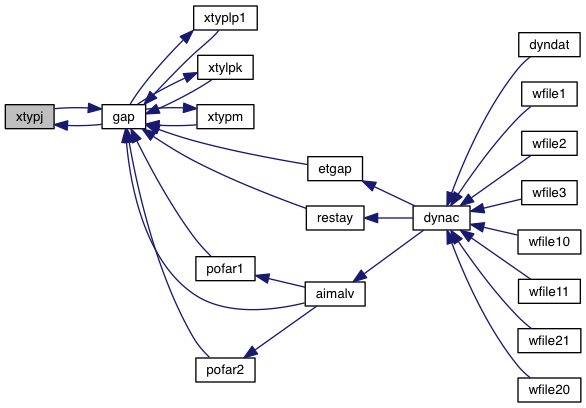 xtyplp1
xtylpk
xtypj
gap
xtypm
etgap
restay
pofar1
aimalv
pofar2
dynac
dyndat
wfile1
wfile2
wfile3
wfile10
wfile11
wfile21
wfile20